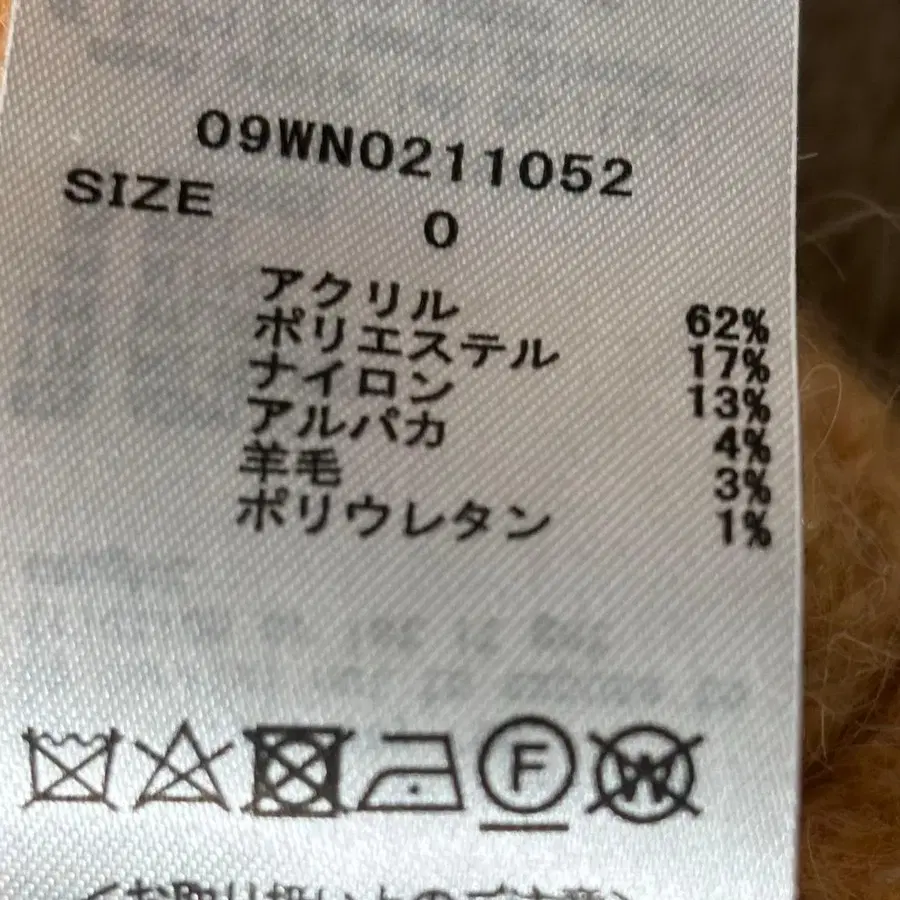 09WNO211052
SIZE 0
アクリル 62%
ポリエステル 17%
ナイロン 13%
アルパカ 4%
羊毛 3%
ポリウレタン 1%
F W